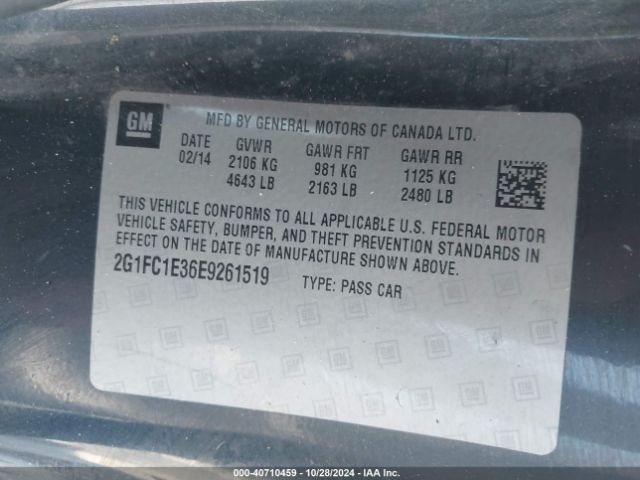 GM
MFD BY GENERAL MOTORS OF CANADA LTD.
DATE GVWR GAWR FRT GAWR RR
02/14 2106 KG 981 KG 1125 KG
4643 LB 2163 LB 2480 LB
THIS VEHICLE CONFORMS TO ALL APPLICABLE U.S. FEDERAL MOTOR
VEHICLE SAFETY, BUMPER, AND THEFT PREVENTION STANDARDS IN
EFFECT ON THE DATE OF MANUFACTURE SHOWN ABOVE.
2G1FC1E36E9261519 TYPE: PASS CAR
000-40710459 - 10/28/2024 - IAA Inc.